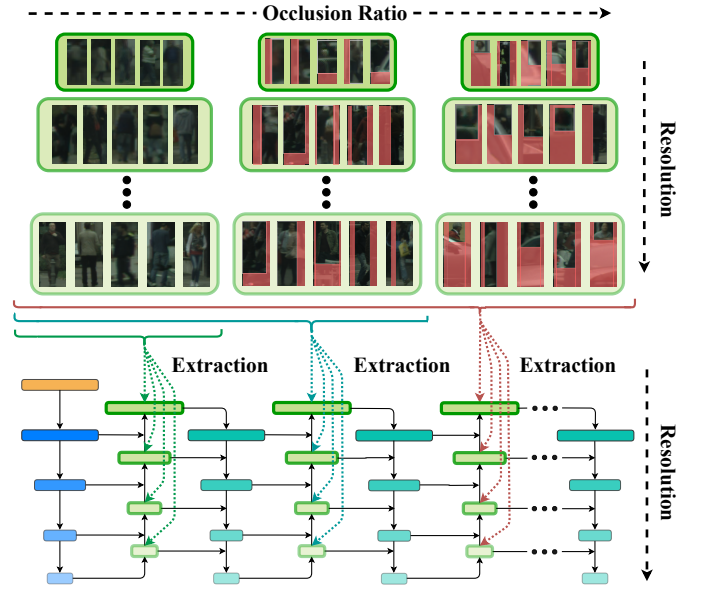 Occlusion Ratio
Resolution
Extraction
Extraction
Extraction
Resolution